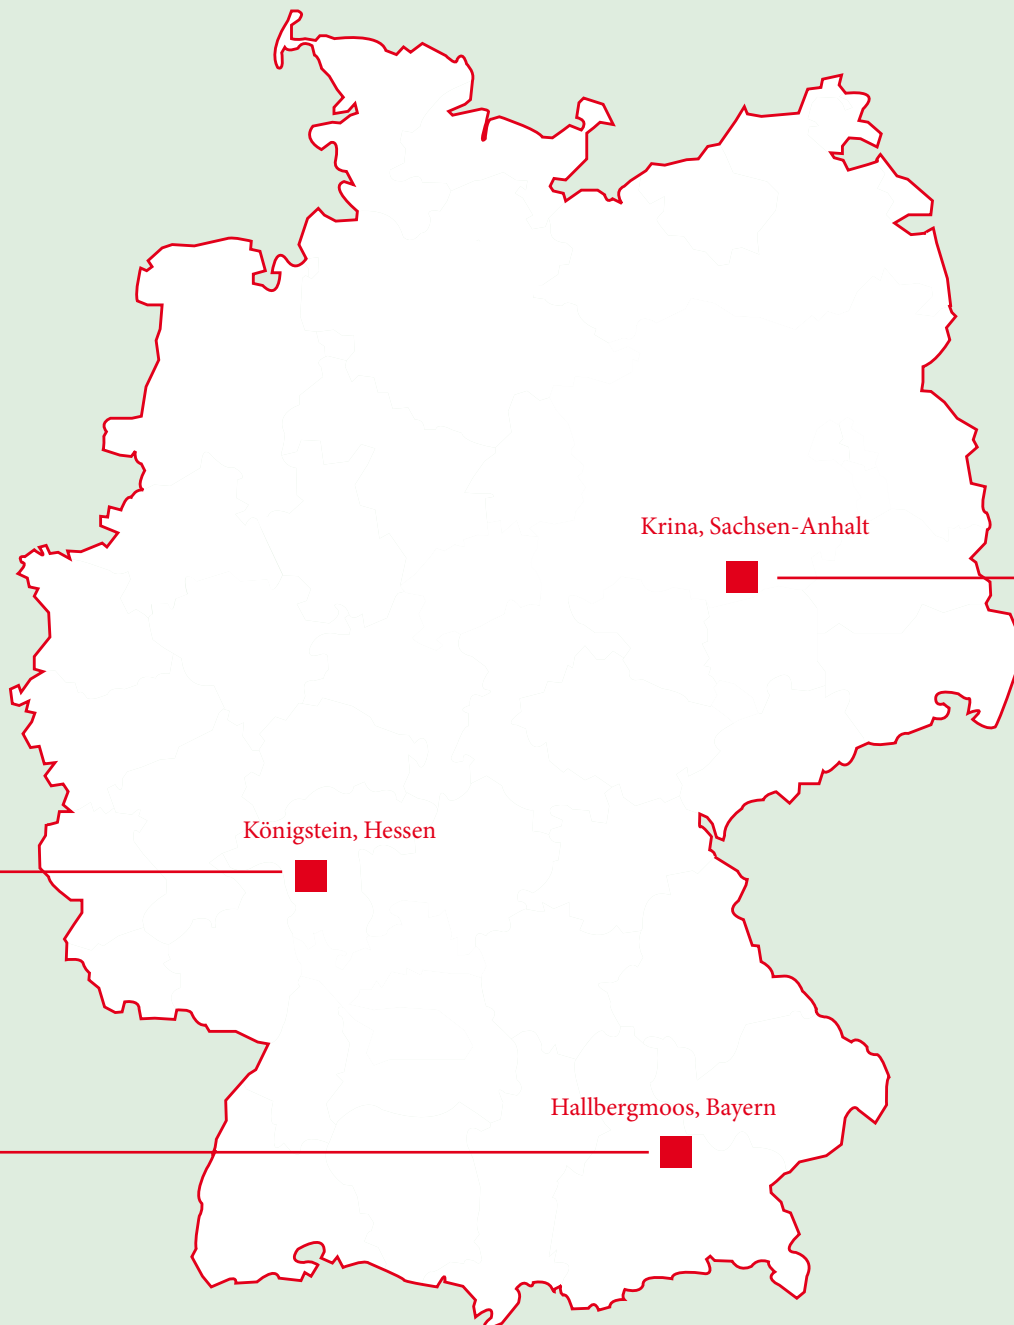 Krina, Sachsen-Anhalt
Königstein, Hessen
Hallbergmoos, Bayern